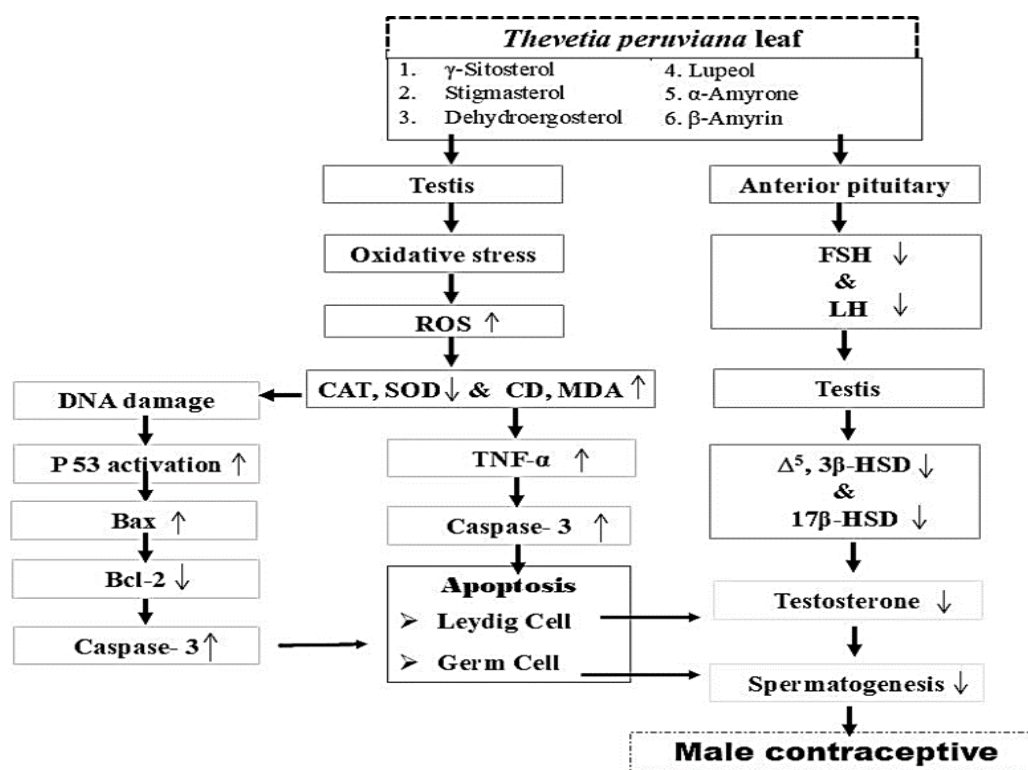 Thevetia peruviana leaf
1. γ-Sitosterol
2. Stigmasterol
3. Dehydroergosterol
4. Lupeol
5. α-Amyrone
6. β-Amyrin
Testis
Oxidative stress
ROS ↑
CAT, SOD↓ & CD, MDA ↑
DNA damage
P 53 activation ↑
Bax ↑
Bcl-2 ↓
Caspase- 3↑
TNF-α ↑
Caspase- 3 ↑
Apoptosis
➢ Leydig Cell
➢ Germ Cell
Anterior pituitary
FSH ↓
&
LH ↓
Testis
Δ⁵, 3β-HSD ↓
&
17β-HSD ↓
Testosterone ↓
Spermatogenesis ↓
Male contraceptive